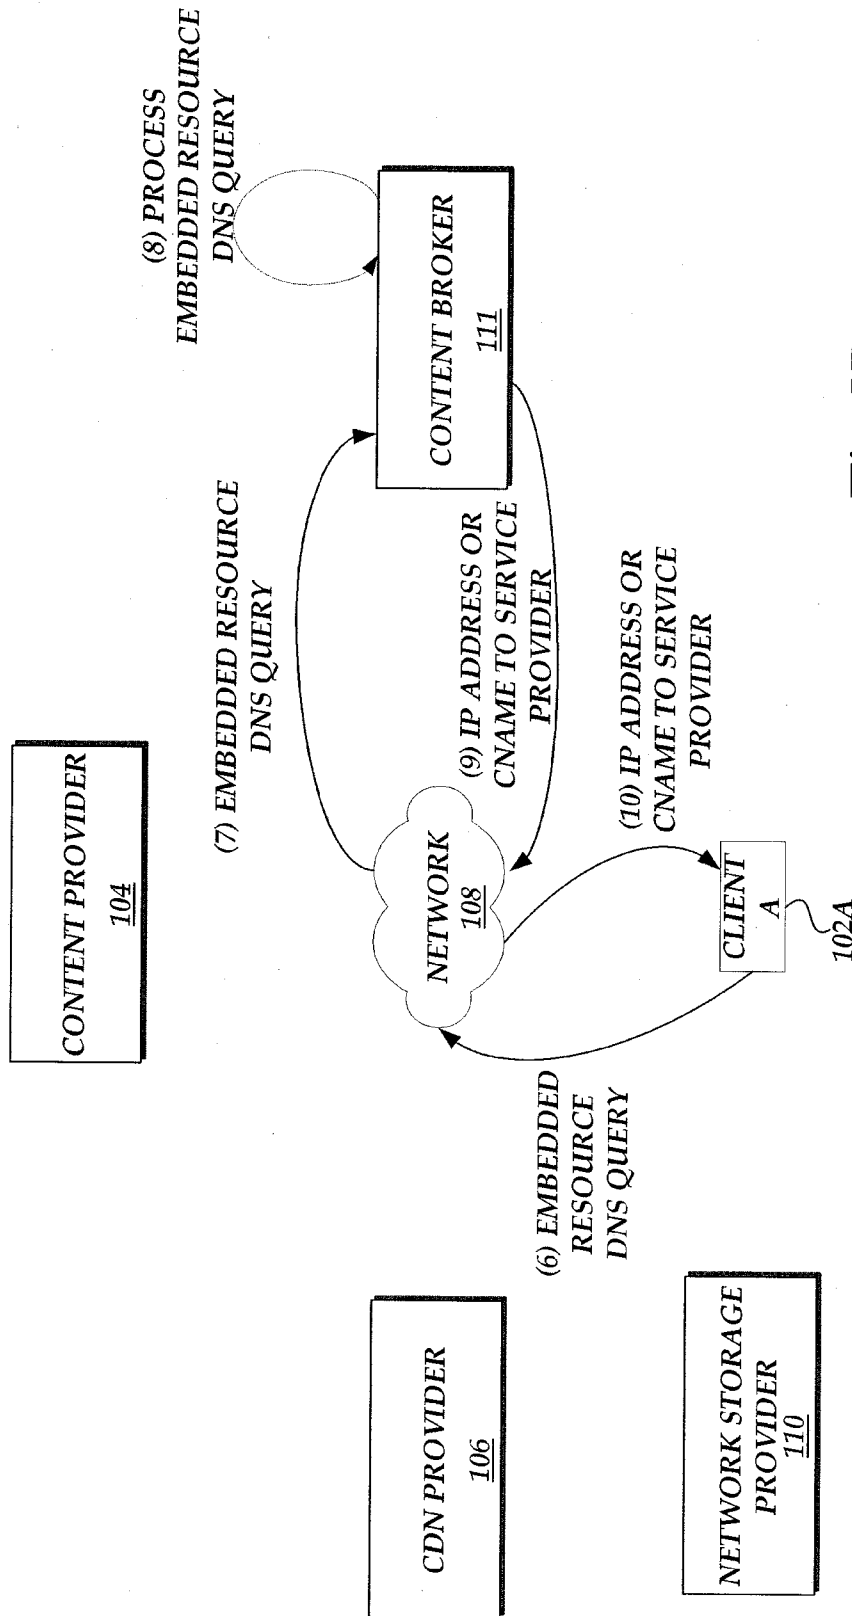 CONTENT PROVIDER
104
(8) PROCESS
EMBEDDED RESOURCE
DNS QUERY
(7) EMBEDDED RESOURCE
DNS QUERY
CONTENT BROKER
111
CDN PROVIDER
106
NETWORK
108
(9) IP ADDRESS OR
CNAME TO SERVICE
PROVIDER
(6) EMBEDDED
RESOURCE
DNS QUERY
(10) IP ADDRESS OR
CNAME TO SERVICE
PROVIDER
NETWORK STORAGE
PROVIDER
110
CLIENT
A
102A